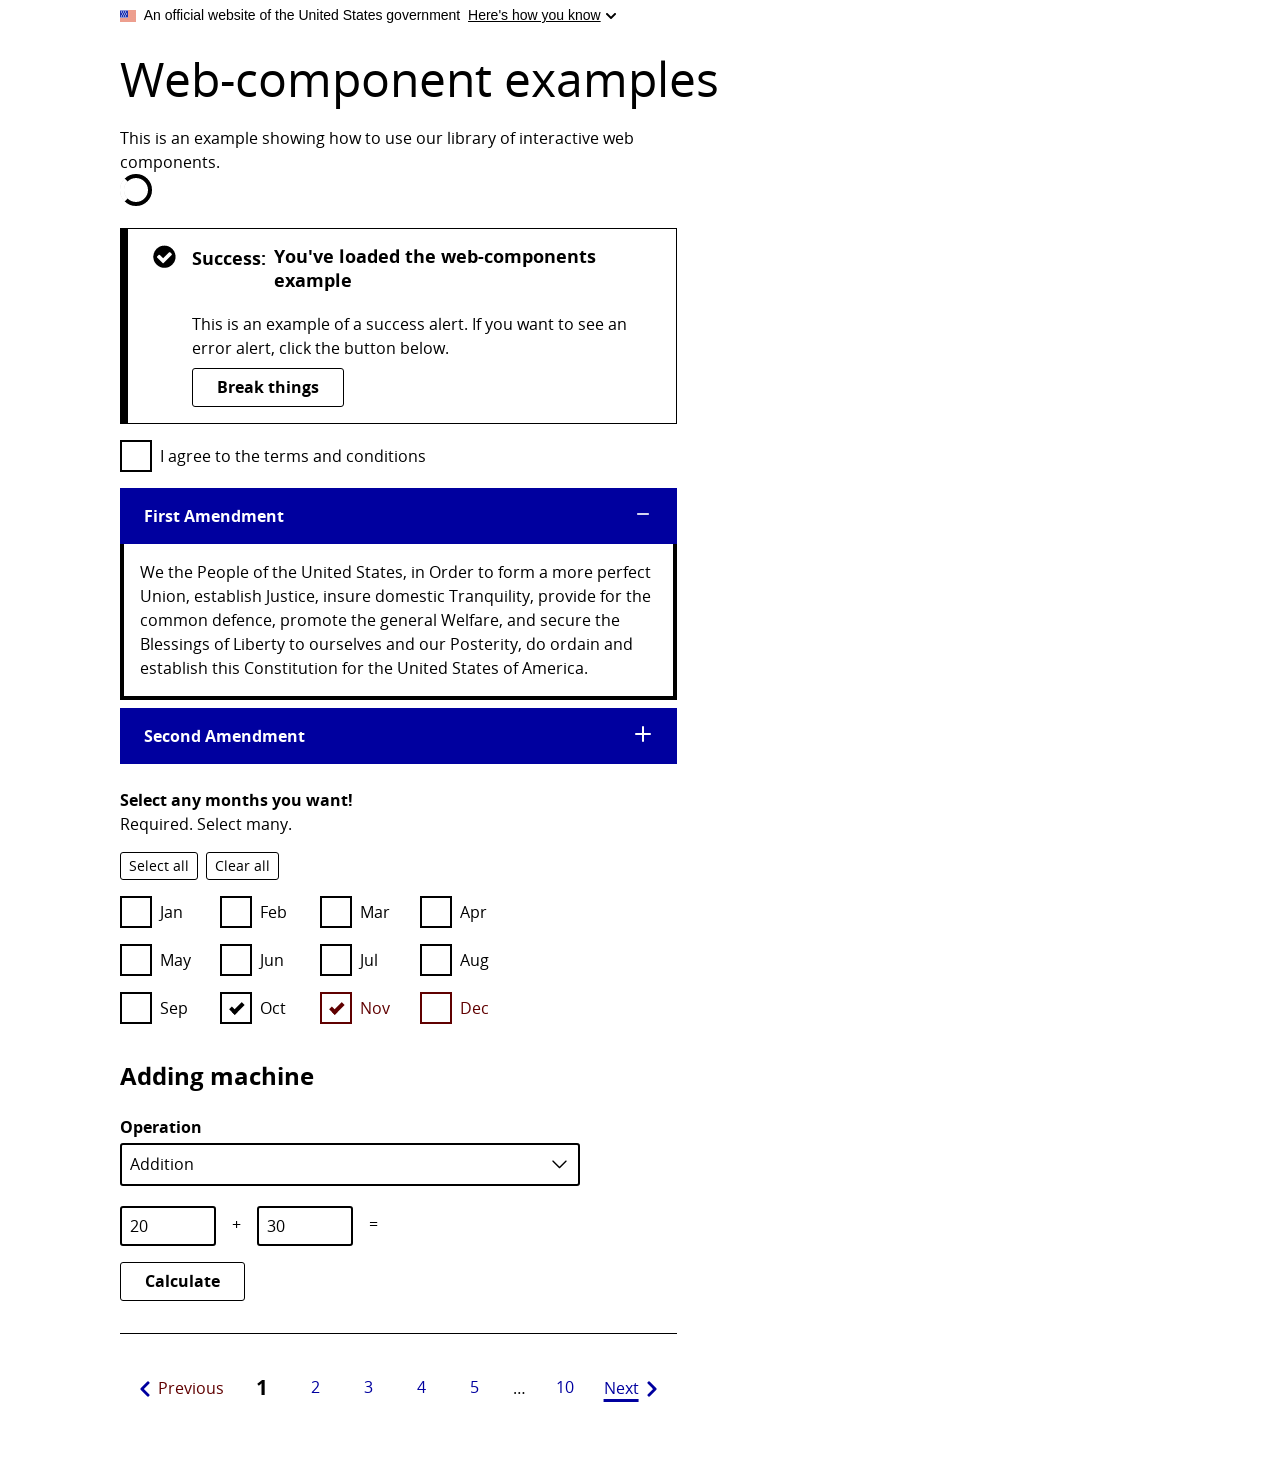 An official website of the United States government Here's how you know
Web-component examples
This is an example showing how to use our library of interactive web
components.
Success: You've loaded the web-components
example
This is an example of a success alert. If you want to see an
error alert, click the button below.
Break things
I agree to the terms and conditions
First Amendment
We the People of the United States, in Order to form a more perfect
Union, establish Justice, insure domestic Tranquility, provide for the
common defence, promote the general Welfare, and secure the
Blessings of Liberty to ourselves and our Posterity, do ordain and
establish this Constitution for the United States of America.
Second Amendment
Select any months you want!
Required. Select many.
Select all Clear all
Jan Feb Mar Apr
May Jun Jul Aug
Sep Oct Nov Dec
Adding machine
Operation
Addition
20 + 30 =
Calculate
Previous 1 2 3 4 5 ... 10 Next